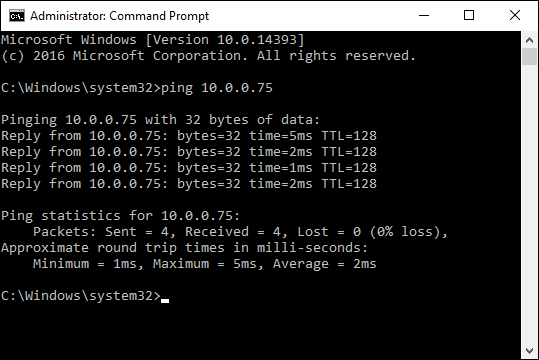 Administrator: Command Prompt
Microsoft Windows [Version 10.0.14393]
(c) 2016 Microsoft Corporation. All rights reserved.
C:\Windows\system32>ping 10.0.0.75
Pinging 10.0.0.75 with 32 bytes of data:
Reply from 10.0.0.75: bytes=32 time=5ms TTL=128
Reply from 10.0.0.75: bytes=32 time=2ms TTL=128
Reply from 10.0.0.75: bytes=32 time=1ms TTL=128
Reply from 10.0.0.75: bytes=32 time=2ms TTL=128
Ping statistics for 10.0.0.75:
    Packets: Sent = 4, Received = 4, Lost = 0 (0% loss),
Approximate round trip times in milli-seconds:
    Minimum = 1ms, Maximum = 5ms, Average = 2ms
C:\Windows\system32>